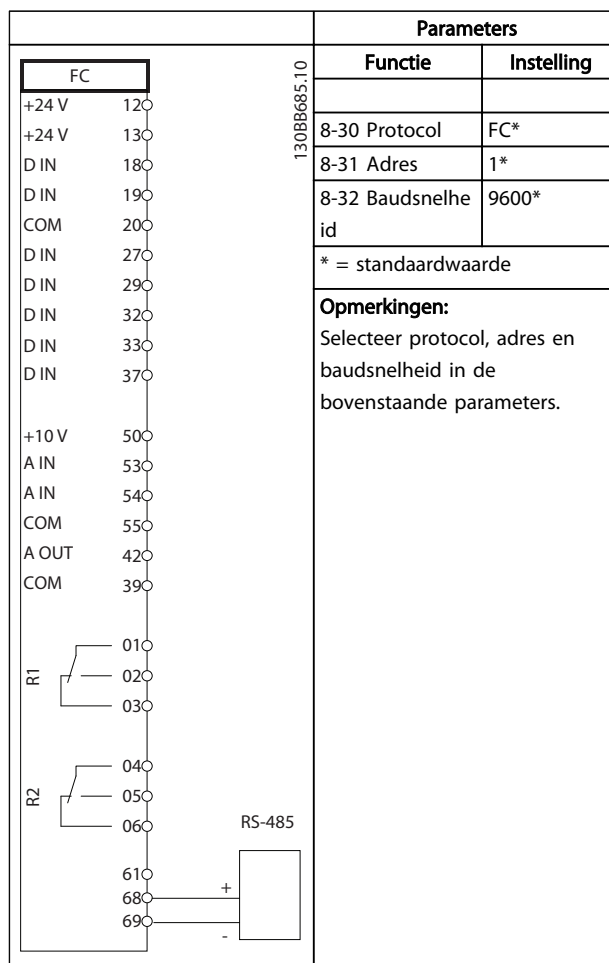 Parameters
Functie Instelling
8-30 Protocol FC*
8-31 Adres 1*
8-32 Baudsnelhe 9600*
id
* = standaardwaarde
Opmerkingen:
Selecteer protocol, adres en
baudsnelheid in de
bovenstaande parameters.
130BB685.10
FC
+24 V 12
+24 V 13
D IN 18
D IN 19
COM 20
D IN 27
D IN 29
D IN 32
D IN 33
D IN 37
+10 V 50
A IN 53
A IN 54
COM 55
A OUT 42
COM 39
R1
01
02
03
R2
04
05
06
RS-485
61
68 +
69 -